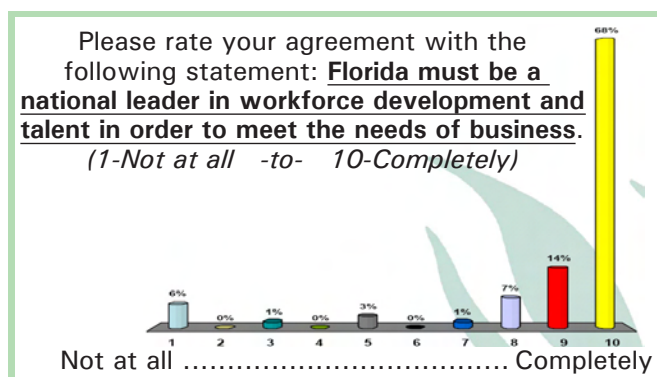 68%
Please rate your agreement with the
following statement: Florida must be a
national leader in workforce development and
talent in order to meet the needs of business.
(1-Not at all -to- 10-Completely)
6% 0% 1% 0% 3% 0% 1% 7% 14%
1 2 3 4 5 6 7 8 9 10
Not at all .................................... Completely